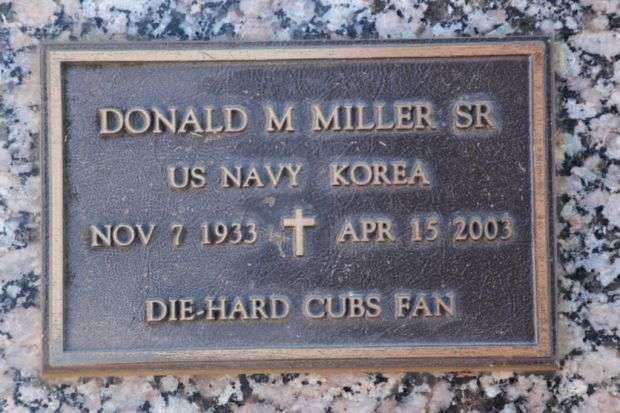 DONALD M MILLER SR
US NAVY KOREA
NOV 7 1933 APR 15 2003
DIE-HARD CUBS FAN